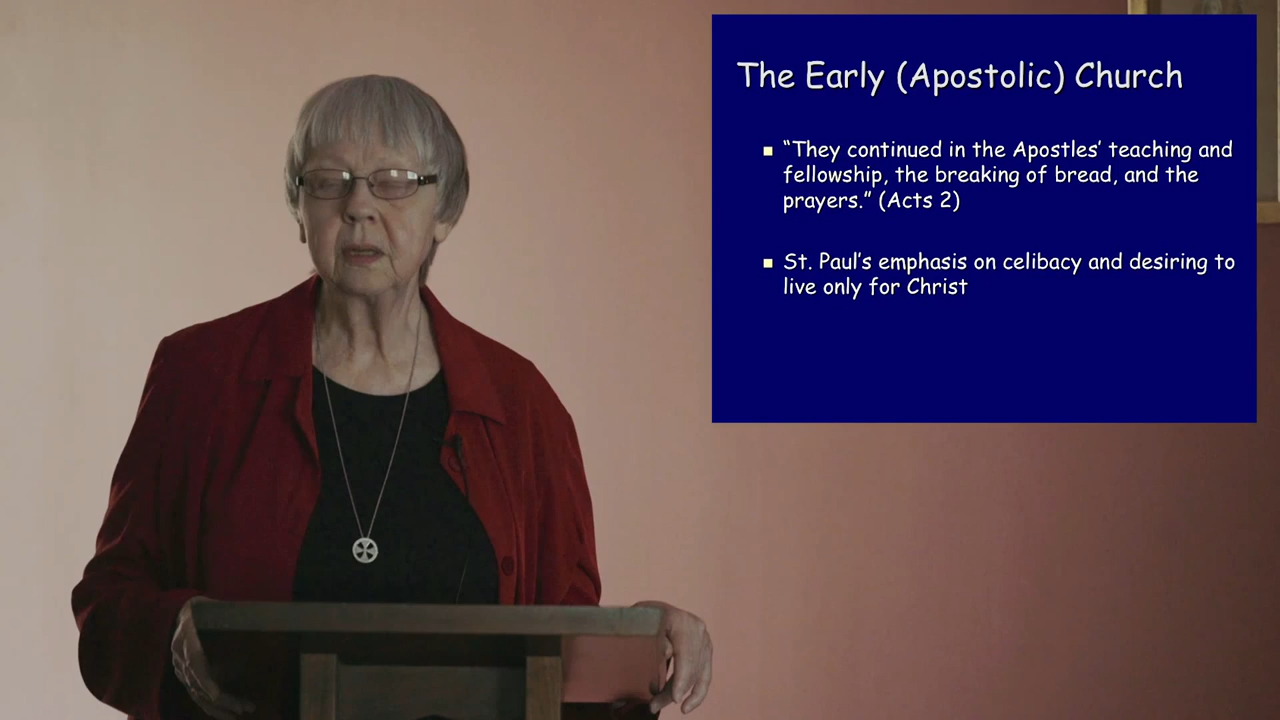 The Early (Apostolic) Church
“They continued in the Apostles’ teaching and
fellowship, the breaking of bread, and the
prayers.” (Acts 2)
St. Paul’s emphasis on celibacy and desiring to
live only for Christ